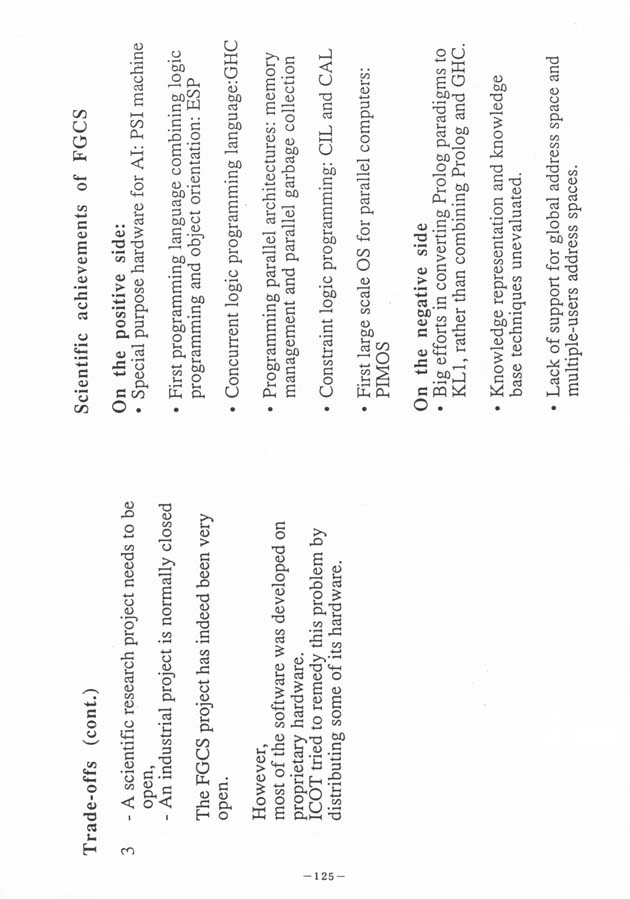 Trade-offs (cont.)
3 - A scientific research project needs to be
open,
- An industrial project is normally closed
The FGCS project has indeed been very
open.
However,
most of the software was developed on
proprietary hardware.
ICOT tried to remedy this problem by
distributing some of its hardware.
Scientific achievements of FGCS
On the positive side:
• Special purpose hardware for AI: PSI machine
• First programming language combining logic
programming and object orientation: ESP
• Concurrent logic programming language:GHC
• Programming parallel architectures: memory
management and parallel garbage collection
• Constraint logic programming: CIL and CAL
• First large scale OS for parallel computers:
PIMOS
On the negative side
• Big efforts in converting Prolog paradigms to
KL1, rather than combining Prolog and GHC.
• Knowledge representation and knowledge
base techniques unevaluated.
• Lack of support for global address space and
multiple-users address spaces.
—125—